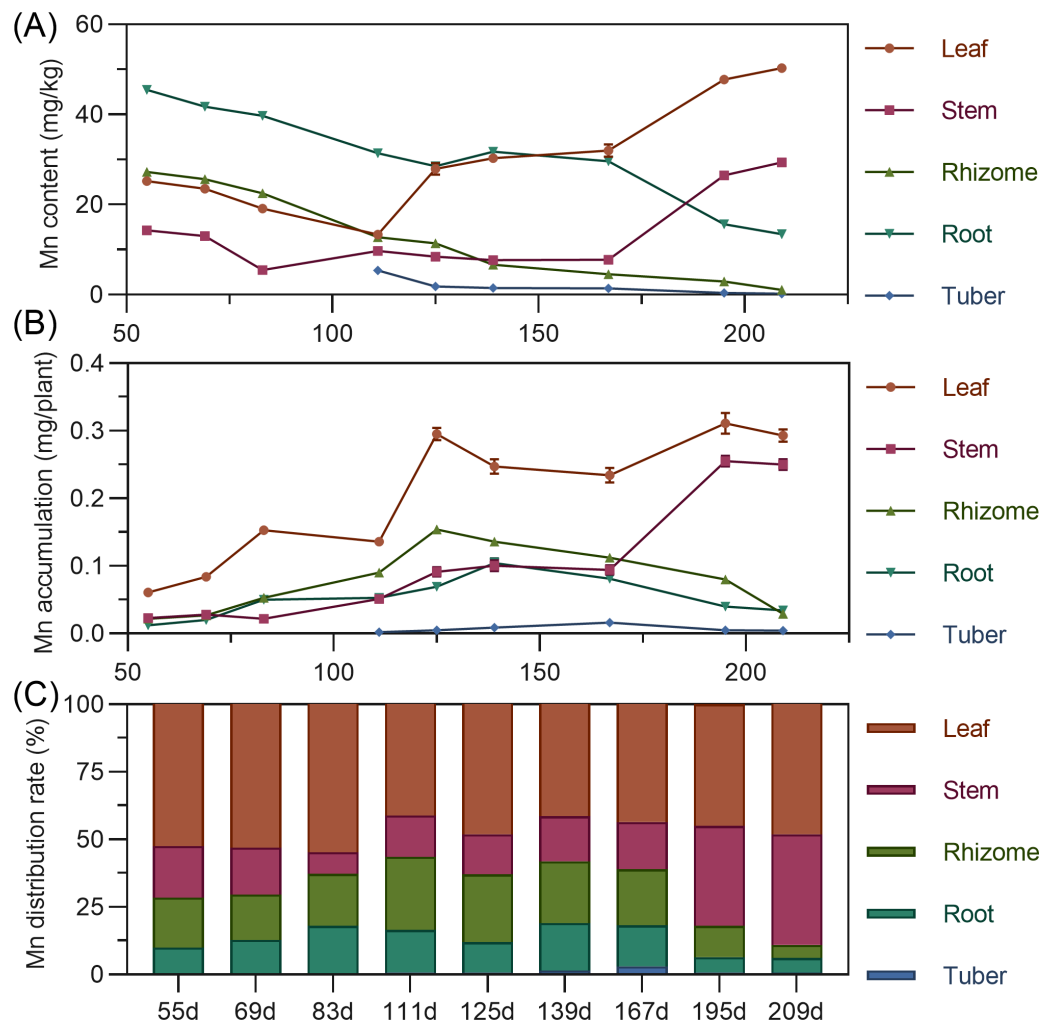 (A)
Mn content (mg/kg)
60
40
20
0
50
100
150
200
Leaf
Stem
Rhizome
Root
Tuber
(B)
Mn accumulation (mg/plant)
0.4
0.3
0.2
0.1
0.0
50
100
150
200
Leaf
Stem
Rhizome
Root
Tuber
(C)
Mn distribution rate (%)
100
75
50
25
0
55d 69d 83d 111d 125d 139d 167d 195d 209d
Leaf
Stem
Rhizome
Root
Tuber